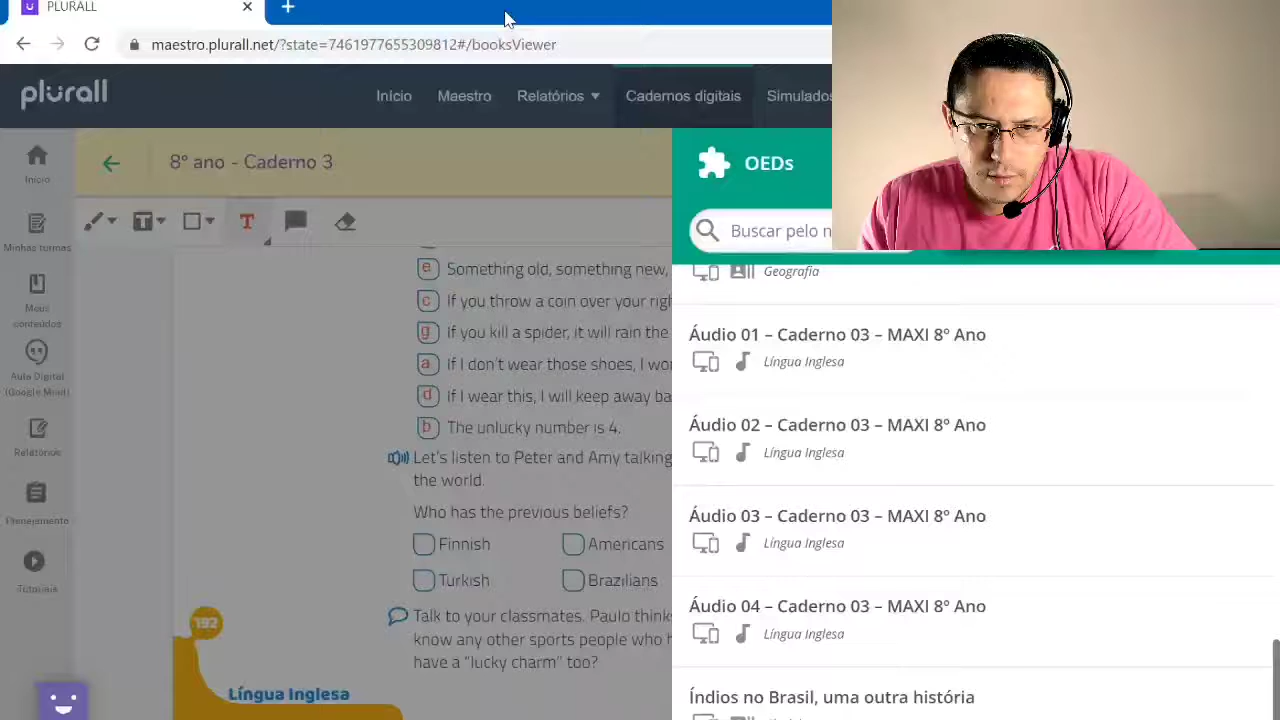 PLURALL
maestro.plurall.net/?state=7461977655309812#/booksViewer
plurall
Início Maestro Relatórios Cadernos digitais Simulados
Início
Minhas turmas
Meus conteúdos
Aula Digital
(Google Meet)
Relatórios
Planejamento
Tutoriais
8º ano - Caderno 3
T T
e Something old, something new,
c If you throw a coin over your
g If you kill a spider, it will rain the
a If I don't wear those shoes, I
d If I wear this, I will keep away
b The unlucky number is 4.
Let's listen to Peter and Amy talking
the world.
Who has the previous beliefs?
Finnish Americans
Turkish Brazilians
Talk to your classmates. Paulo
know any other sports people who
have a "lucky charm" too?
192
Língua Inglesa
OEDs
Buscar pelo
Geografia
Áudio 01 – Caderno 03 – MAXI 8º Ano
Língua Inglesa
Áudio 02 – Caderno 03 – MAXI 8º Ano
Língua Inglesa
Áudio 03 – Caderno 03 – MAXI 8º Ano
Língua Inglesa
Áudio 04 – Caderno 03 – MAXI 8º Ano
Língua Inglesa
Índios no Brasil, uma outra história